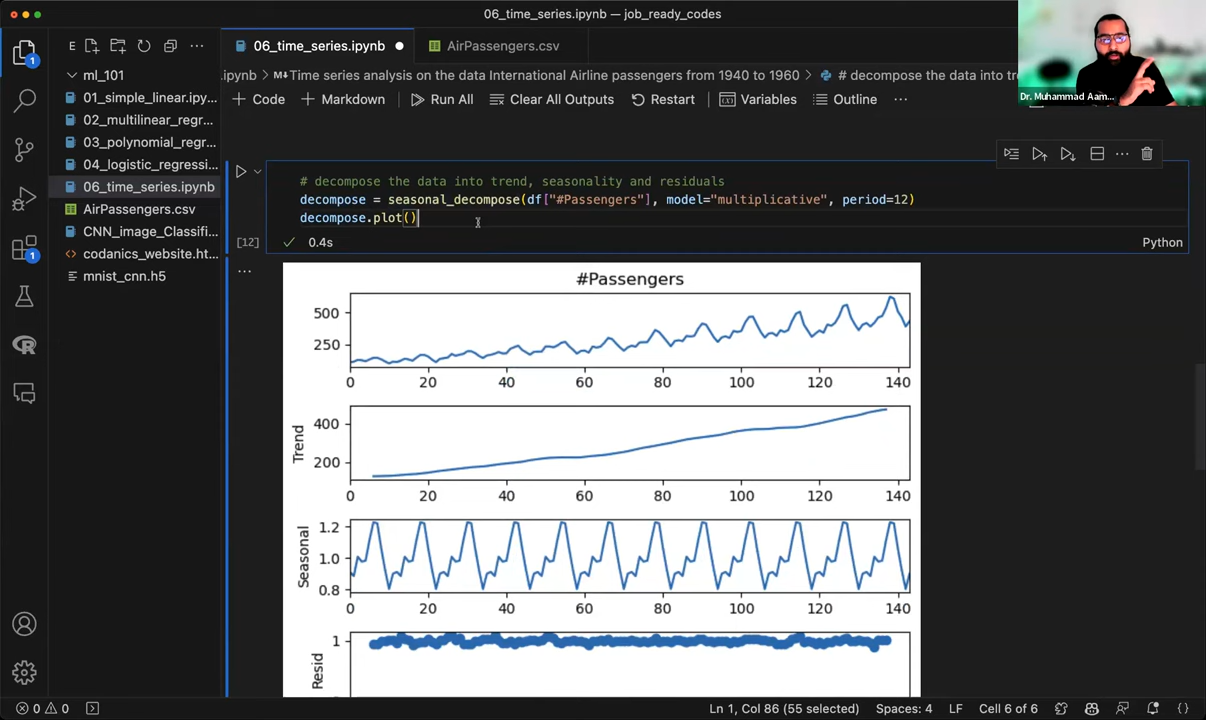 06_time_series.ipynb — job_ready_codes
E
06_time_series.ipynb
AirPassengers.csv
ml_101
.ipynb > M↓Time series analysis on the data International Airline passengers from 1940 to 1960 > # decompose the data into tre
01_simple_linear.ipy...
+ Code
+ Markdown
Run All
Clear All Outputs
Restart
Variables
Outline
...
Dr. Muhammad Aam...
02_multilinear_regr...
03_polynomial_regr...
04_logistic_regressi...
06_time_series.ipynb
AirPassengers.csv
CNN_image_Classifi...
codanics_website.ht...
mnist_cnn.h5
# decompose the data into trend, seasonality and residuals
decompose = seasonal_decompose(df["#Passengers"], model="multiplicative", period=12)
decompose.plot()
[12]
0.4s
Python
#Passengers
500
250
0 20 40 60 80 100 120 140
Trend
400
200
0 20 40 60 80 100 120 140
Seasonal
1.2
1.0
0.8
0 20 40 60 80 100 120 140
Resid
1
1
1
0
0
Ln 1, Col 86 (55 selected)
Spaces: 4
LF
Cell 6 of 6